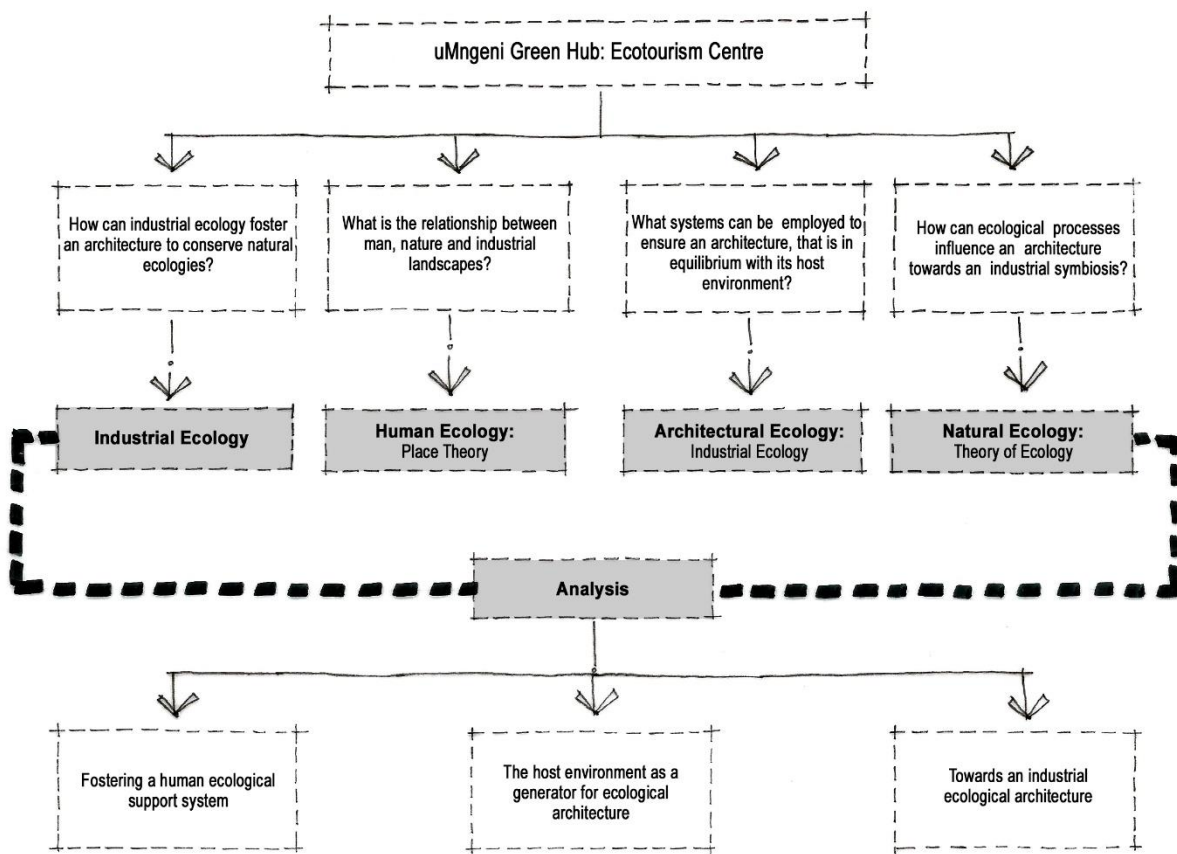 uMngeni Green Hub: Ecotourism Centre
How can industrial ecology foster
an architecture to conserve natural
ecologies?
What is the relationship between
man, nature and industrial
landscapes?
What systems can be employed to
ensure an architecture, that is in
equilibrium with its host
environment?
How can ecological processes
influence an architecture
towards an industrial symbiosis?
Industrial Ecology
Human Ecology:
Place Theory
Architectural Ecology:
Industrial Ecology
Natural Ecology:
Theory of Ecology
Analysis
Fostering a human ecological
support system
The host environment as a
generator for ecological
architecture
Towards an industrial
ecological architecture